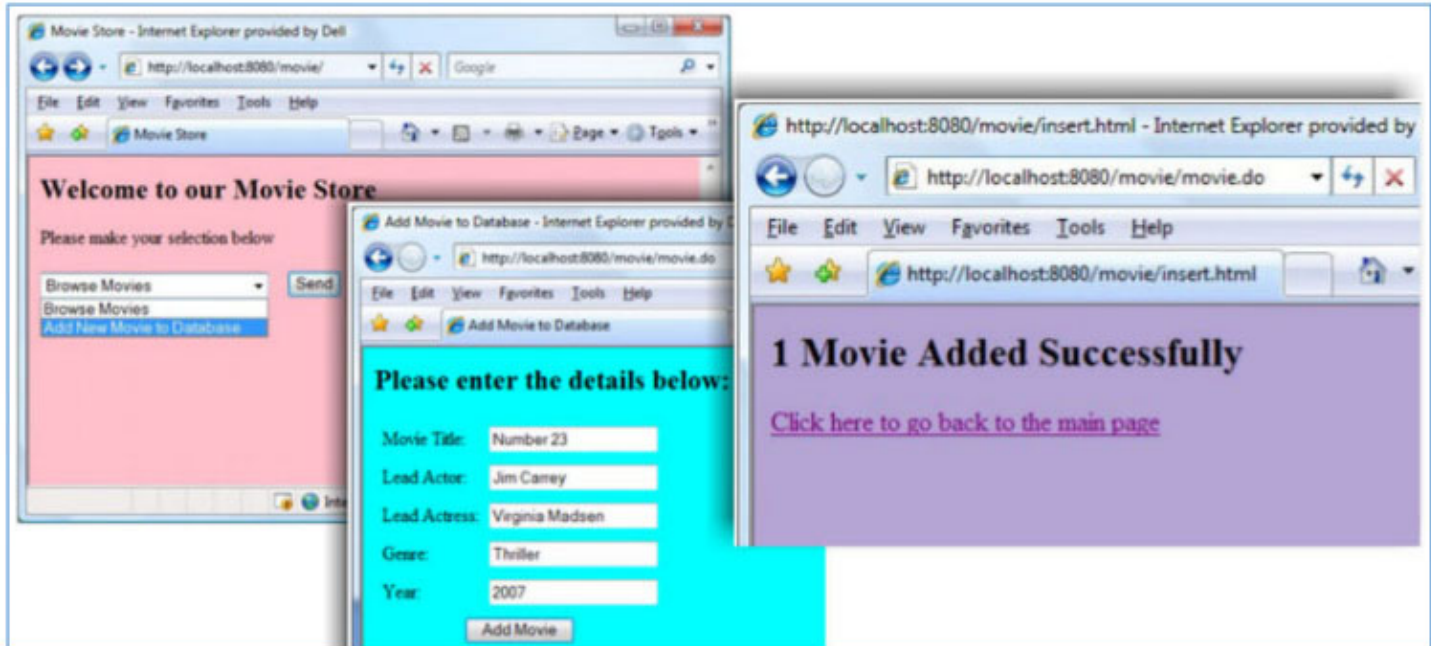 Movie Store - Internet Explorer provided by Dell
http://localhost:8080/movie/
Google
File Edit View Favorites Tools Help
Movie Store
Page Tools
Welcome to our Movie Store
Please make your selection below
Browse Movies
Send
Browse Movies
Add New Movie to Database
Add Movie to Database - Internet Explorer provided by
http://localhost:8080/movie/movie.do
File Edit View Favorites Tools Help
Add Movie to Database
Please enter the details below:
Movie Title: Number 23
Lead Actor: Jim Carrey
Lead Actress: Virginia Madsen
Genre: Thriller
Year: 2007
Add Movie
http://localhost:8080/movie/insert.html - Internet Explorer provided by
http://localhost:8080/movie/movie.do
File Edit View Favorites Tools Help
http://localhost:8080/movie/insert.html
1 Movie Added Successfully
Click here to go back to the main page